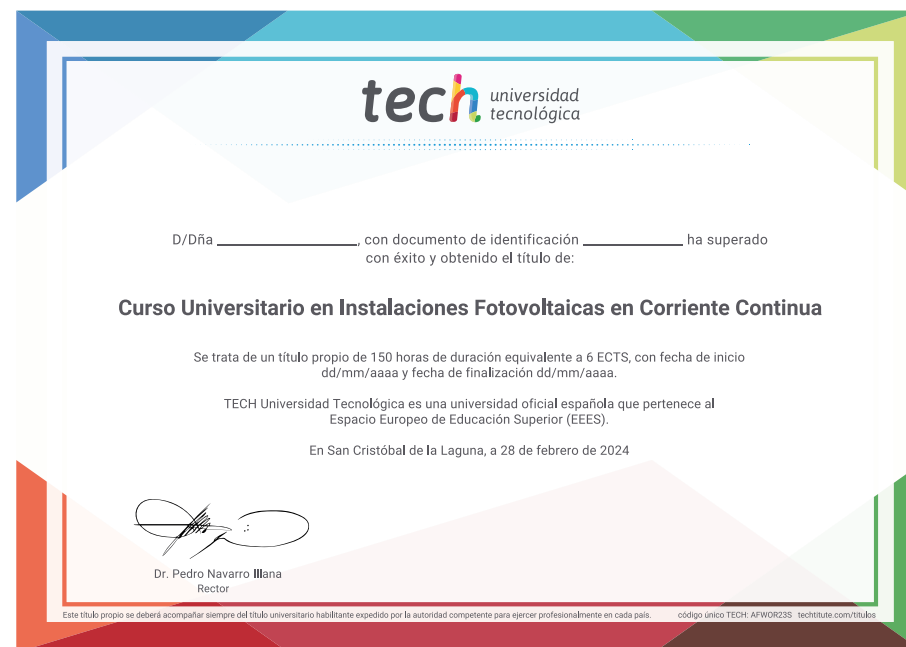 tech universidad
tecnológica
D/Dña ____________________, con documento de identificación ______________ ha superado
con éxito y obtenido el título de:
Curso Universitario en Instalaciones Fotovoltaicas en Corriente Continua
Se trata de un título propio de 150 horas de duración equivalente a 6 ECTS, con fecha de inicio
dd/mm/aaaa y fecha de finalización dd/mm/aaaa.
TECH Universidad Tecnológica es una universidad oficial española que pertenece al
Espacio Europeo de Educación Superior (EEES).
En San Cristóbal de la Laguna, a 28 de febrero de 2024
Dr. Pedro Navarro Illana
Rector
Este título propio se deberá acompañar siempre del título universitario habilitante expedido por la autoridad competente para ejercer profesionalmente en cada país. código único TECH: AFWOR23S techtitute.com/titulos